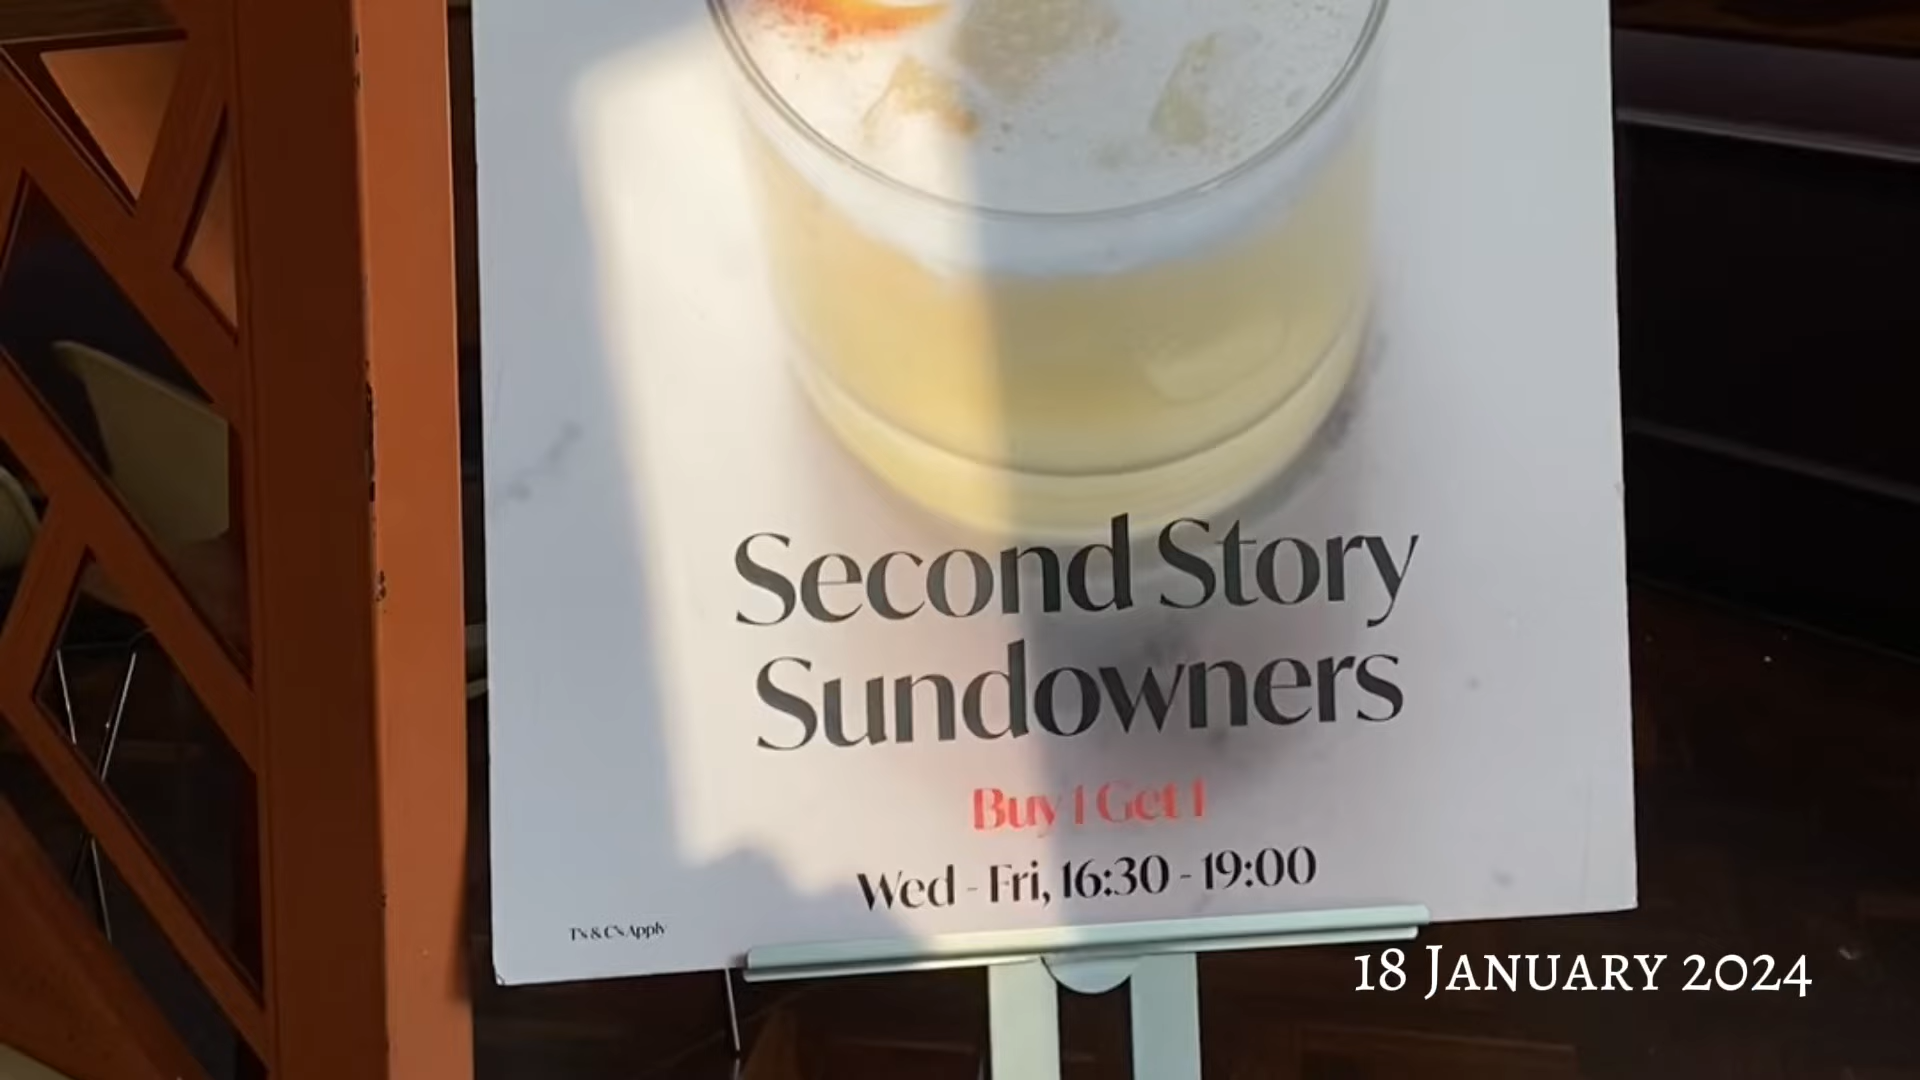 Second Story
Sundowners
Buy 1 Get 1
Wed - Fri, 16:30 - 19:00
T's & C's Apply
18 January 2024